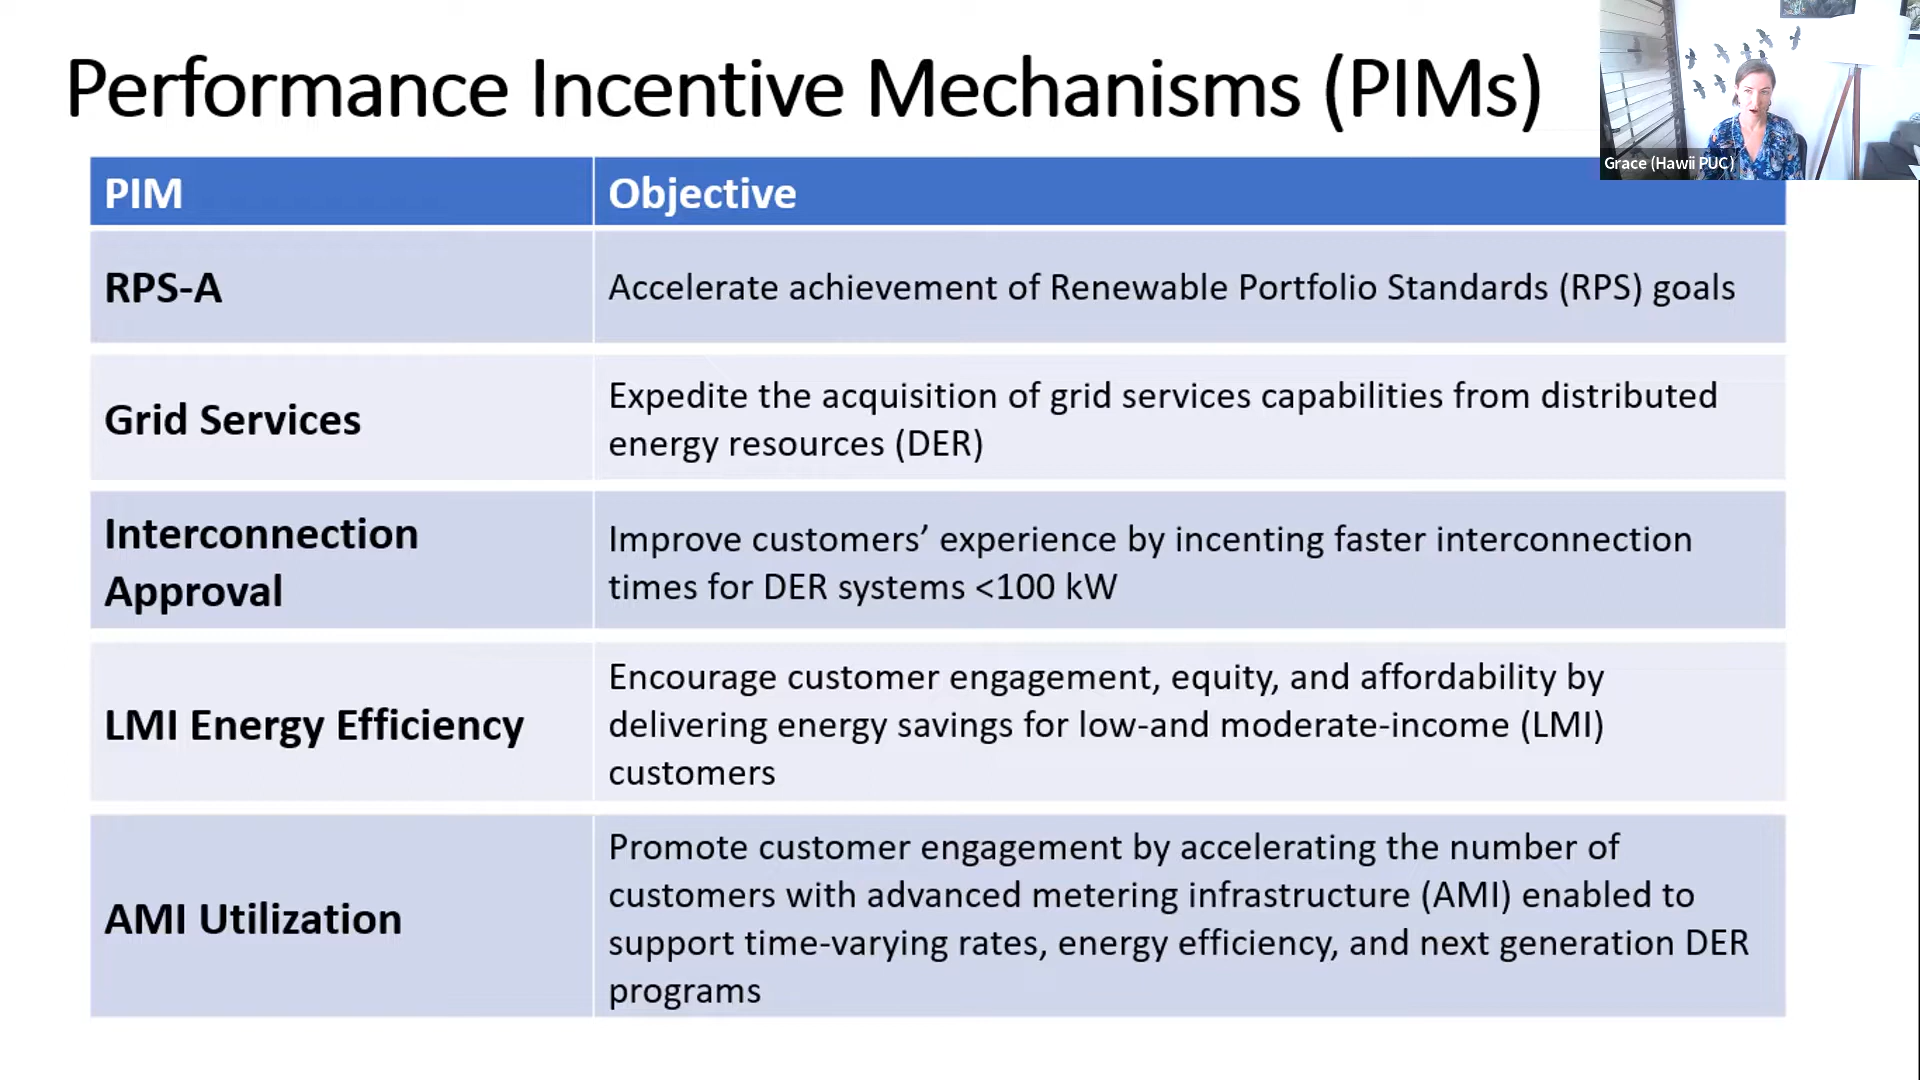 Performance Incentive Mechanisms (PIMs)
Grace (Hawii PUC)
PIM
Objective
RPS-A
Accelerate achievement of Renewable Portfolio Standards (RPS) goals
Grid Services
Expedite the acquisition of grid services capabilities from distributed
energy resources (DER)
Interconnection
Approval
Improve customers’ experience by incenting faster interconnection
times for DER systems <100 kW
LMI Energy Efficiency
Encourage customer engagement, equity, and affordability by
delivering energy savings for low-and moderate-income (LMI)
customers
AMI Utilization
Promote customer engagement by accelerating the number of
customers with advanced metering infrastructure (AMI) enabled to
support time-varying rates, energy efficiency, and next generation DER
programs